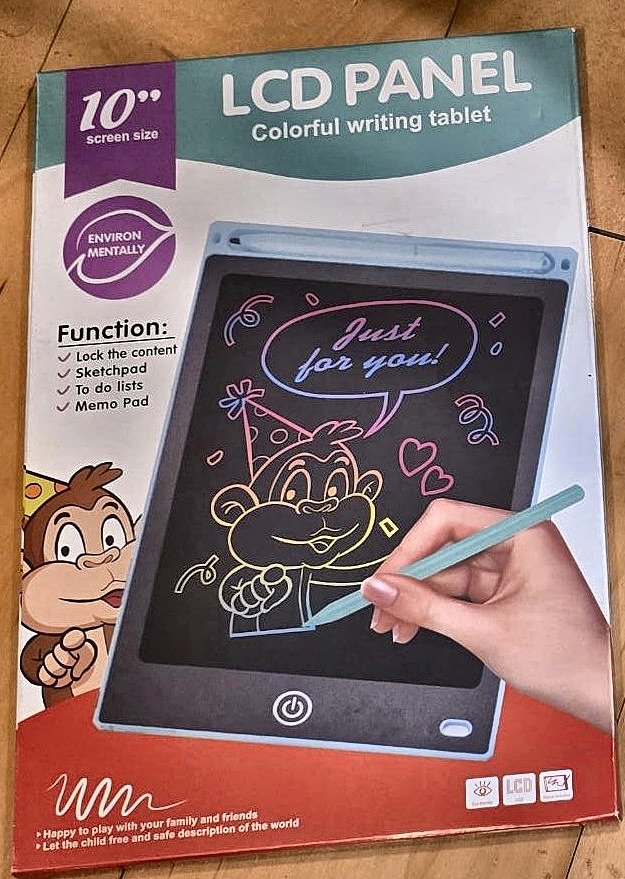 10”
screen size
LCD PANEL
Colorful writing tablet
ENVIRON
MENTALLY
Function:
Lock the content
Sketchpad
To do lists
Memo Pad
Just
for you!
LCD
LCD
Happy to play with your family and friends
Let the child free and safe description of the world